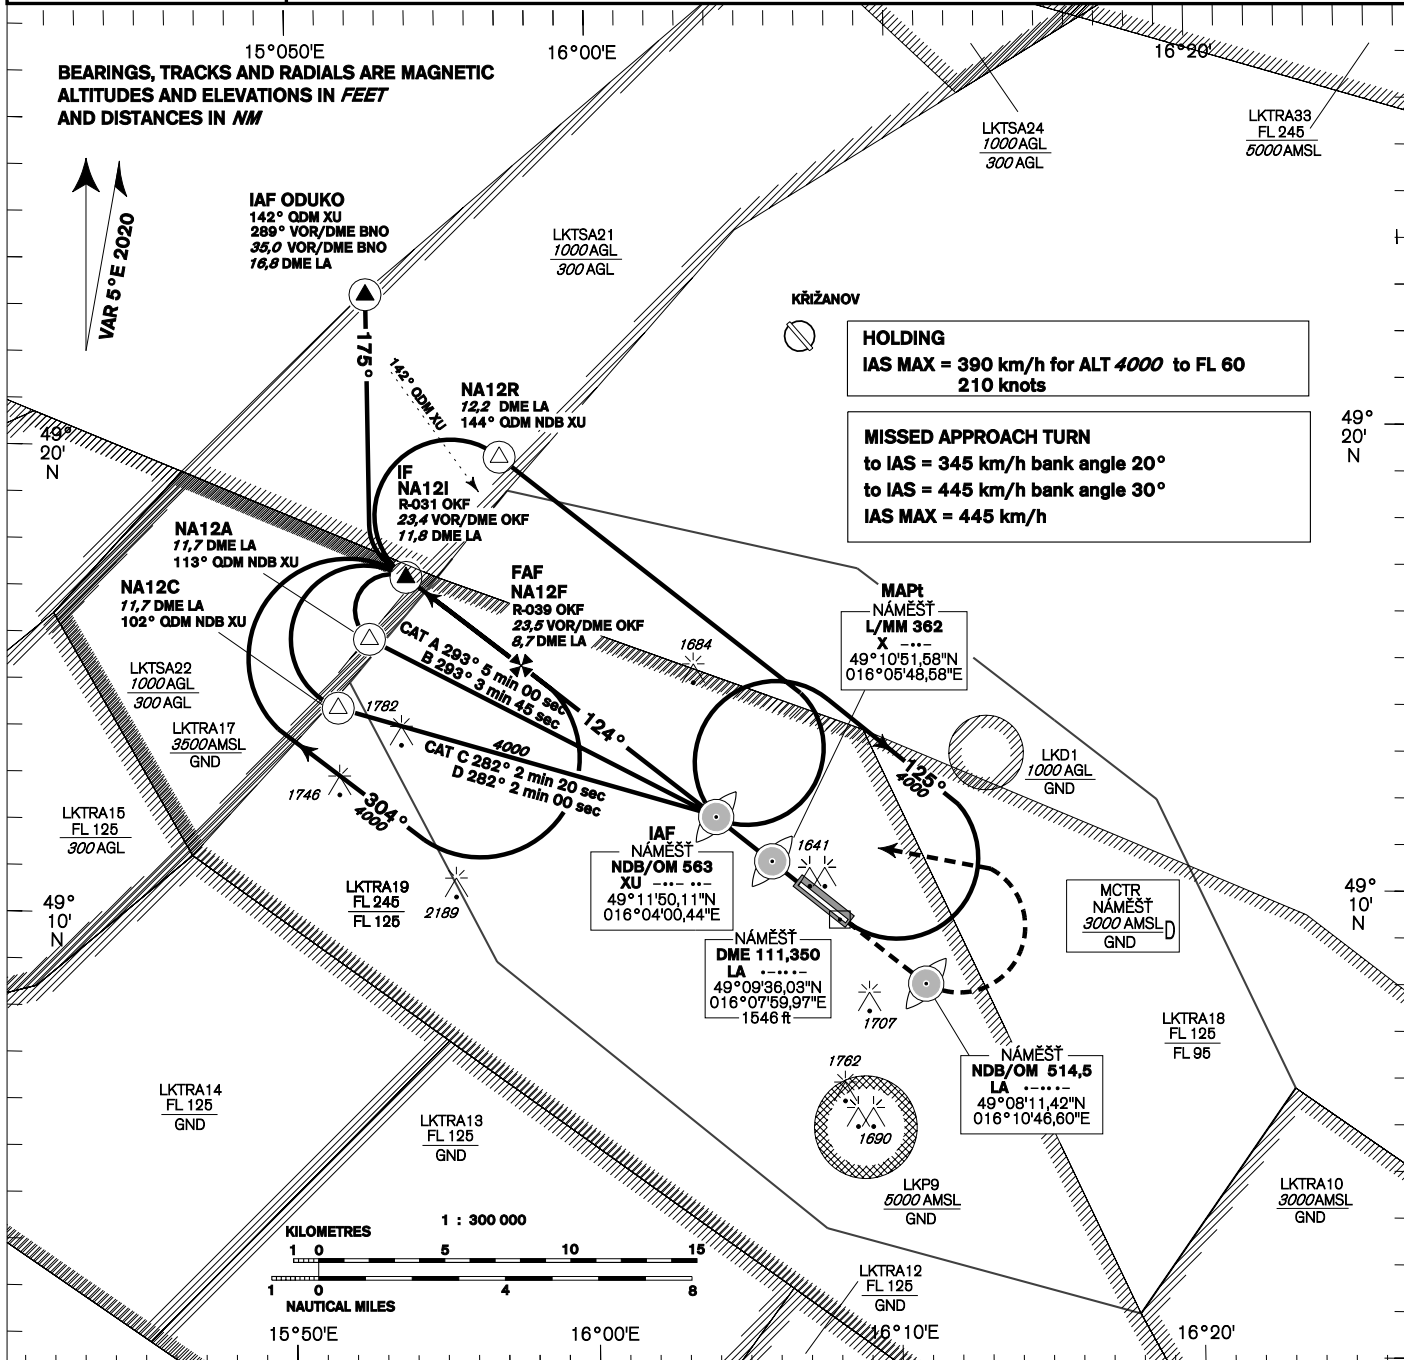 15°050'E
16°00'E
16°20'
BEARINGS, TRACKS AND RADIALS ARE MAGNETIC
ALTITUDES AND ELEVATIONS IN FEET
AND DISTANCES IN NM
VAR 5°E 2020
LKTSA24
1000 AGL
300 AGL
LKTRA33
FL 245
5000 AMSL
IAF ODUKO
142° QDM XU
289° VOR/DME BNO
35,0 VOR/DME BNO
16,8 DME LA
LKTSA21
1000 AGL
300 AGL
KŘIŽANOV
HOLDING
IAS MAX = 390 km/h for ALT 4000 to FL 60
210 knots
MISSED APPROACH TURN
to IAS = 345 km/h bank angle 20°
to IAS = 445 km/h bank angle 30°
IAS MAX = 445 km/h
175°
142° QDM XU
NA12R
12,2 DME LA
144° QDM NDB XU
49°
20'
N
49°
20'
N
IF
NA12I
R-031 OKF
23,4 VOR/DME OKF
11,8 DME LA
NA12A
11,7 DME LA
113° QDM NDB XU
NA12C
11,7 DME LA
102° QDM NDB XU
FAF
NA12F
R-039 OKF
23,5 VOR/DME OKF
8,7 DME LA
MAPt
NÁMĚŠŤ
L/MM 362
X -··-
49°10'51,58"N
016°05'48,58"E
1684
LKTSA22
1000 AGL
300 AGL
LKTRA17
3500 AMSL
GND
1782
CAT A 293° 5 min 00 sec
B 293° 3 min 45 sec
124°
4000
CAT C 282° 2 min 20 sec
D 282° 2 min 00 sec
125°
4000
LKD1
1000 AGL
GND
1746
304°
4000
LKTRA15
FL 125
300 AGL
IAF
NÁMĚŠŤ
NDB/OM 563
XU -··- ··-
49°11'50,11"N
016°04'00,44"E
1641
LKTRA19
FL 245
FL 125
2189
49°
10'
N
49°
10'
N
MCTR
NÁMĚŠŤ
3000 AMSL
GND
D
NÁMĚŠŤ
DME 111,350
LA ·-·· ·-
49°09'36,03"N
016°07'59,97"E
1546 ft
1707
LKTRA18
FL 125
FL 95
NÁMĚŠŤ
NDB/OM 514,5
LA ·-·· ·-
49°08'11,42"N
016°10'46,60"E
1762
1690
LKTRA14
FL 125
GND
LKTRA13
FL 125
GND
LKP9
5000 AMSL
GND
LKTRA10
3000 AMSL
GND
1 : 300 000
KILOMETRES
1 0 5 10 15
1 0 4 8
NAUTICAL MILES
LKTRA12
FL 125
GND
15°50'E
16°00'E
16°10'E
16°20'